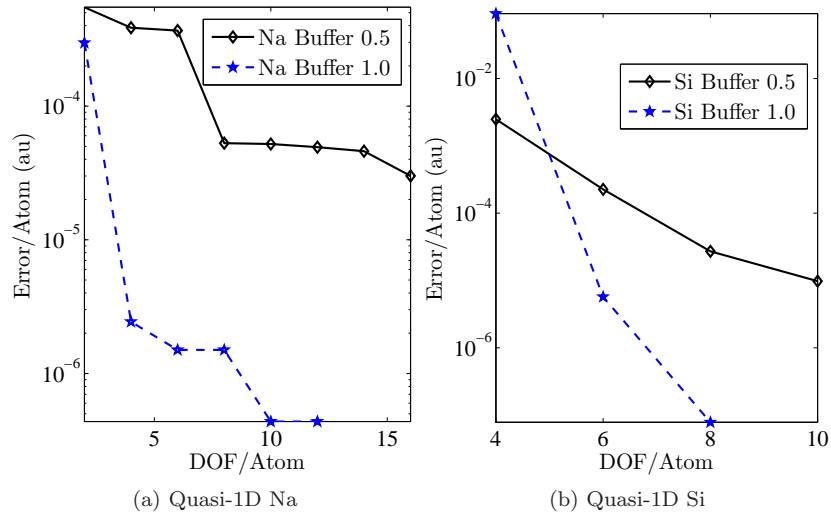 Na Buffer 0.5
Na Buffer 1.0
10^−4
10^−5
10^−6
Error/Atom (au)
5
10
15
DOF/Atom
(a) Quasi-1D Na
Si Buffer 0.5
Si Buffer 1.0
10^−2
10^−4
10^−6
Error/Atom (au)
4
6
8
10
DOF/Atom
(b) Quasi-1D Si